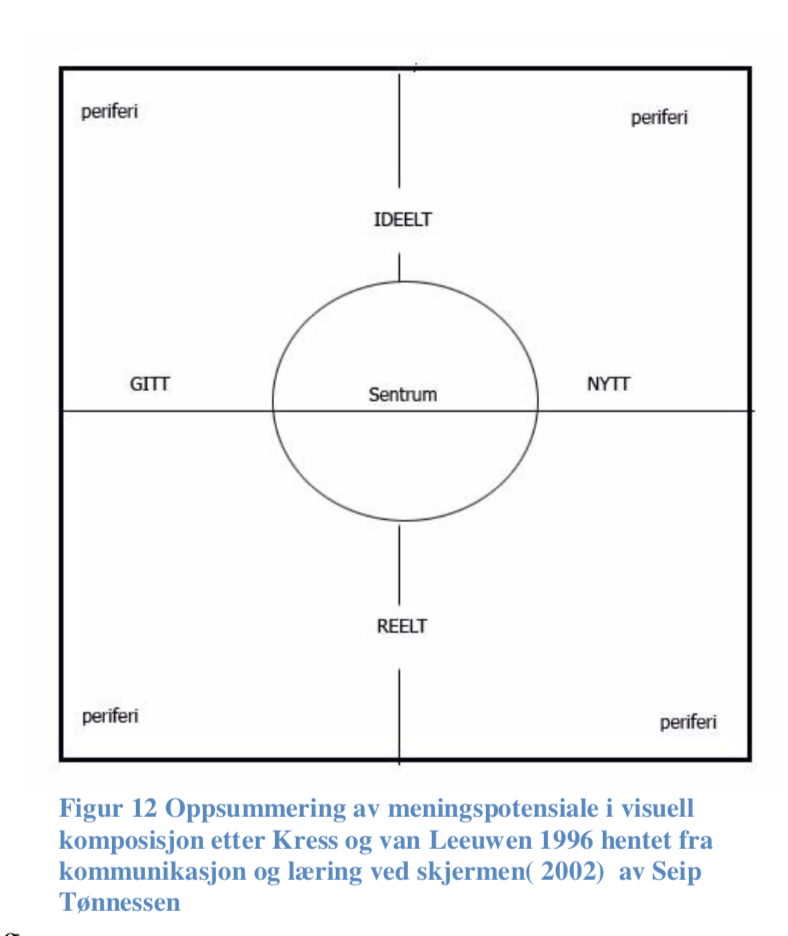 periferi
periferi
IDEELT
GITT
Sentrum
NYTT
REELT
periferi
periferi
Figur 12 Oppsummering av meningspotensiale i visuell
komposisjon etter Kress og van Leeuwen 1996 hentet fra
kommunikasjon og læring ved skjermen( 2002)  av Seip
Tønnessen